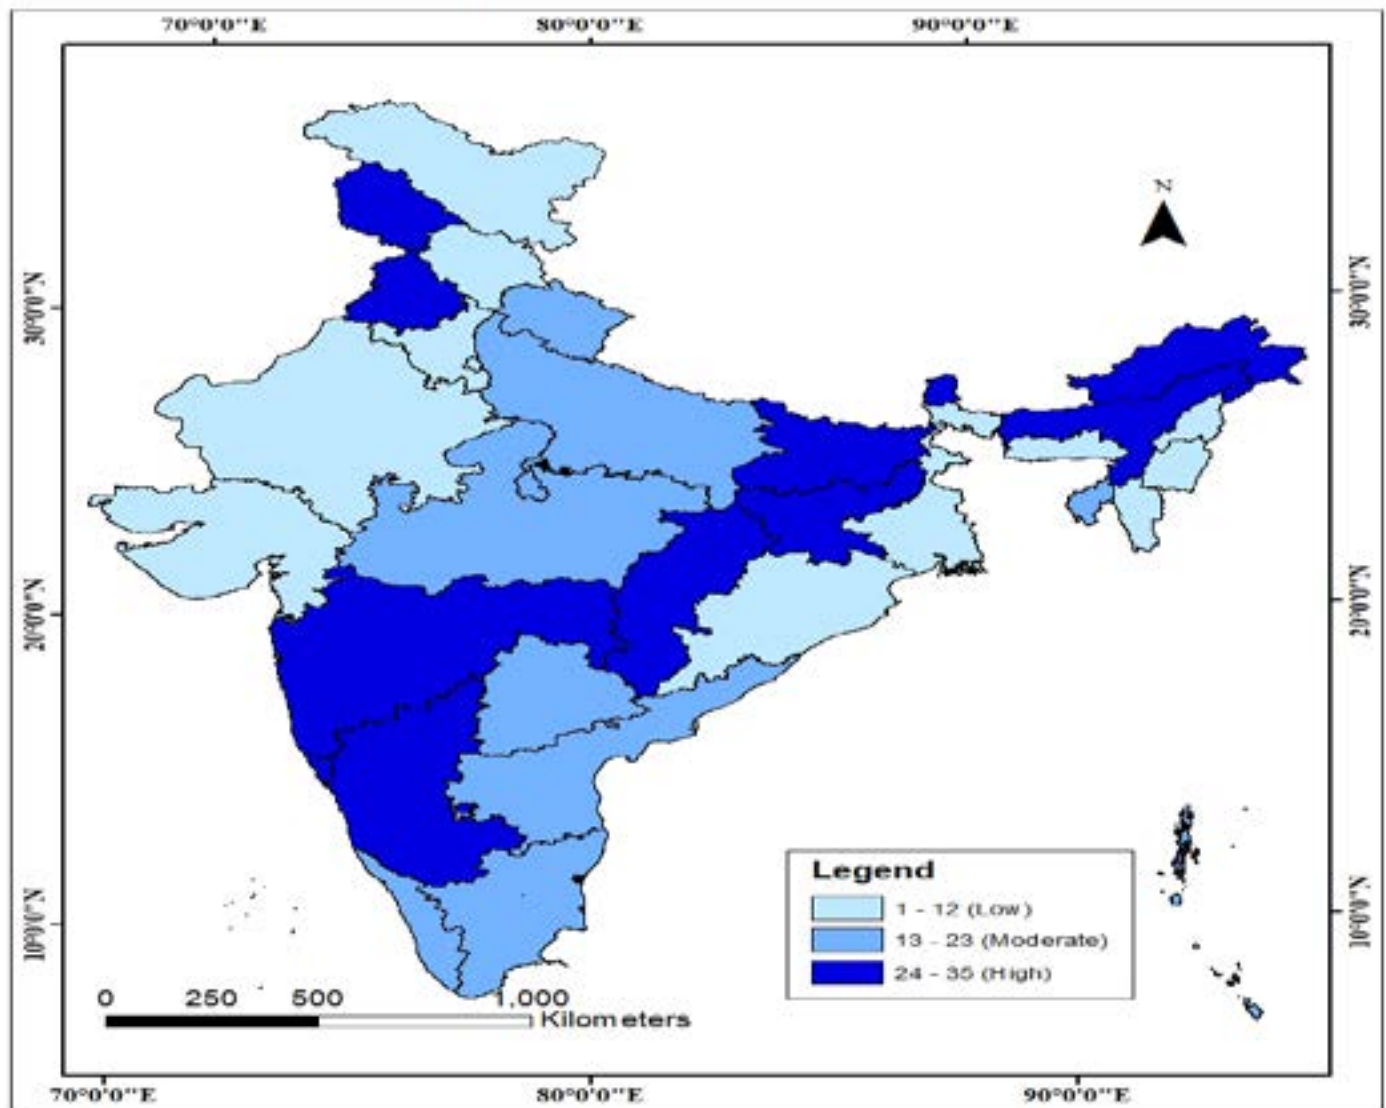 70°0'0"E 80°0'0"E 90°0'0"E
N
30°0'0"N 30°0'0"N
20°0'0"N 20°0'0"N
10°0'0"N 10°0'0"N
Legend
1 - 12 (Low)
13 - 23 (Moderate)
24 - 35 (High)
0 250 500 1,000
Kilometers
70°0'0"E 80°0'0"E 90°0'0"E